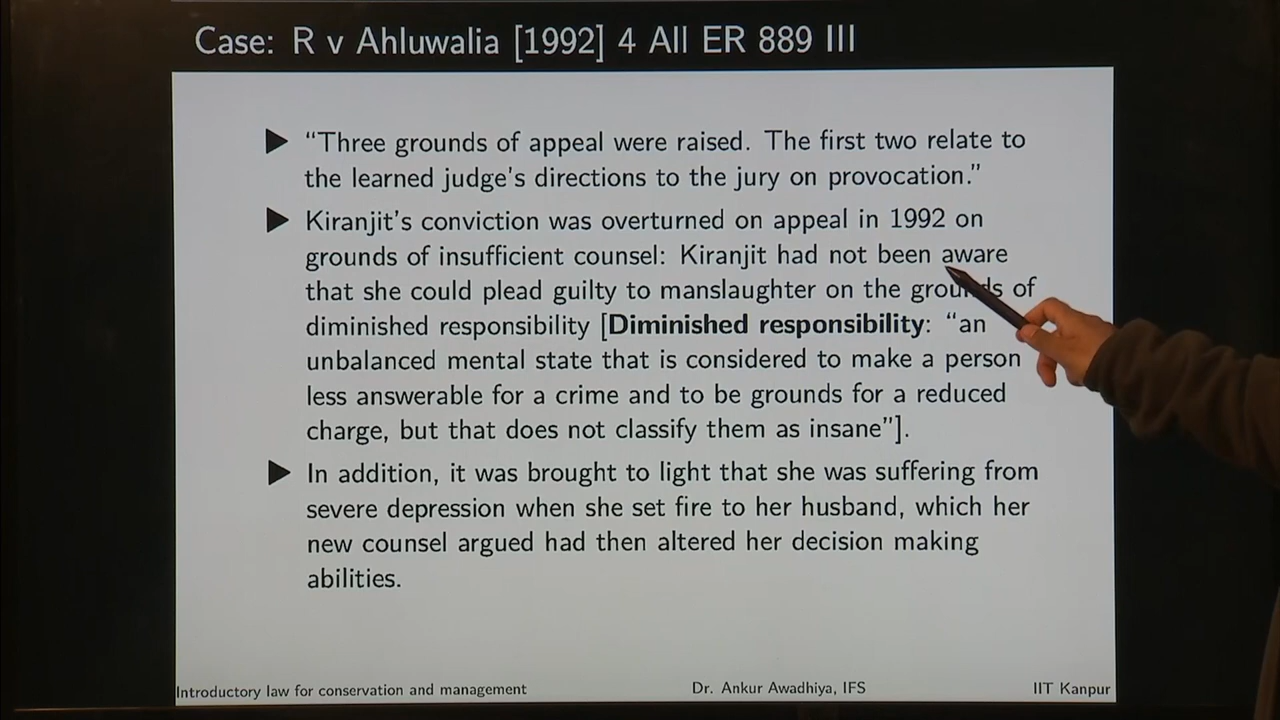 Case: R v Ahluwalia [1992] 4 All ER 889 III
▶ “Three grounds of appeal were raised. The first two relate to
the learned judge’s directions to the jury on provocation.”
▶ Kiranjit’s conviction was overturned on appeal in 1992 on
grounds of insufficient counsel: Kiranjit had not been aware
that she could plead guilty to manslaughter on the grounds of
diminished responsibility [Diminished responsibility: “an
unbalanced mental state that is considered to make a person
less answerable for a crime and to be grounds for a reduced
charge, but that does not classify them as insane”].
▶ In addition, it was brought to light that she was suffering from
severe depression when she set fire to her husband, which her
new counsel argued had then altered her decision making
abilities.
Introductory law for conservation and management Dr. Ankur Awadhiya, IFS IIT Kanpur